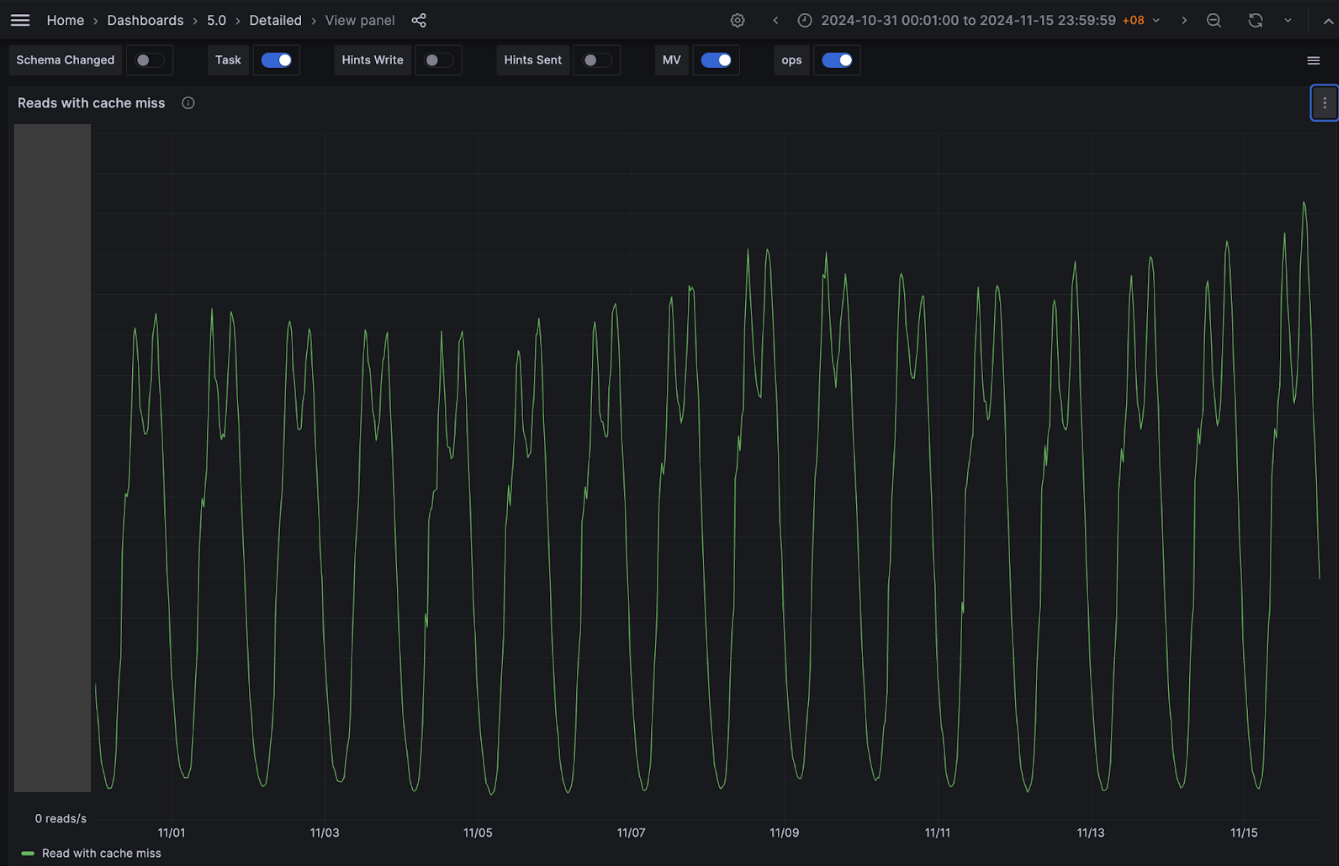 Home › Dashboards › 5.0 › Detailed › View panel 2024-10-31 00:01:00 to 2024-11-15 23:59:59 +08
Schema Changed Task Hints Write Hints Sent MV ops
Reads with cache miss
0 reads/s
11/01 11/03 11/05 11/07 11/09 11/11 11/13 11/15
Read with cache miss